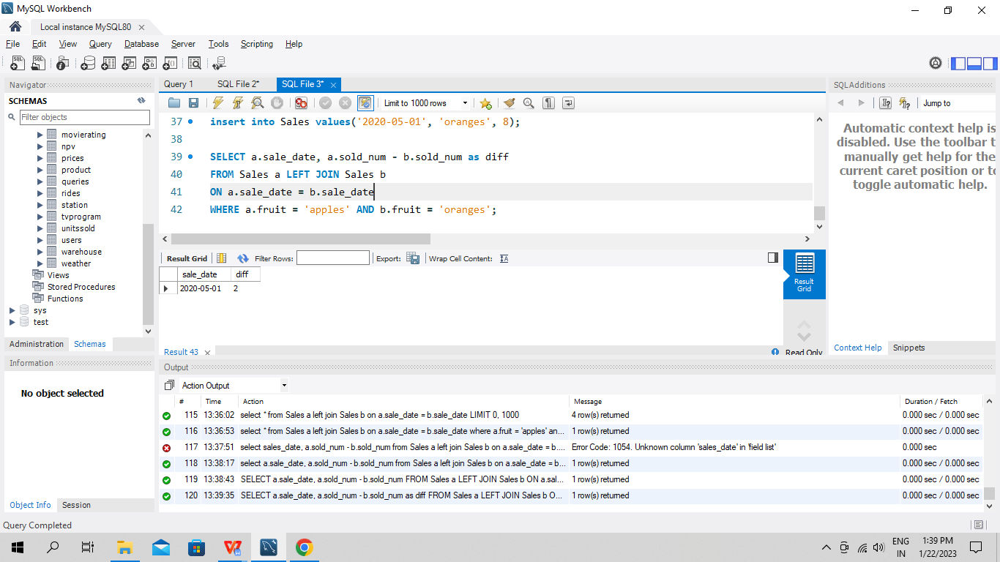 MySQL Workbench
Local instance MySQL80
File Edit View Query Database Server Tools Scripting Help
Navigator
SCHEMAS
Filter objects
movierating
npv
prices
product
queries
rides
station
tvprogram
unitssold
users
warehouse
weather
Views
Stored Procedures
Functions
sys
test
Administration Schemas
Information
No object selected
Object Info Session
Query 1 SQL File 2* SQL File 3*
Limit to 1000 rows
37 insert into Sales values('2020-05-01', 'oranges', 8);
38
39 SELECT a.sale_date, a.sold_num - b.sold_num as diff
40 FROM Sales a LEFT JOIN Sales b
41 ON a.sale_date = b.sale_date
42 WHERE a.fruit = 'apples' AND b.fruit = 'oranges';
Result Grid Filter Rows: Export: Wrap Cell Content:
sale_date diff
2020-05-01 2
Result Grid
Result 43
Read Only
SQLAdditions
Jump to
Automatic context help is
disabled. Use the toolbar t
manually get help for the
current caret position or to
toggle automatic help.
Context Help Snippets
Output
Action Output
# Time Action Message Duration / Fetch
115 13:36:02 select * from Sales a left join Sales b on a.sale_date = b.sale_date LIMIT 0, 1000 4 row(s) returned 0.000 sec / 0.000 sec
116 13:36:53 select * from Sales a left join Sales b on a.sale_date = b.sale_date where a.fruit = 'apples' an... 1 row(s) returned 0.000 sec / 0.000 sec
117 13:37:51 select sales_date, a.sold_num - b.sold_num from Sales a left join Sales b on a.sale_date = b.... Error Code: 1054. Unknown column 'sales_date' in 'field list' 0.000 sec
118 13:38:17 select a.sale_date, a.sold_num - b.sold_num from Sales a left join Sales b on a.sale_date = b... 1 row(s) returned 0.000 sec / 0.000 sec
119 13:38:43 SELECT a.sale_date, a.sold_num - b.sold_num FROM Sales a LEFT JOIN Sales b ON a.sal... 1 row(s) returned 0.000 sec / 0.000 sec
120 13:39:35 SELECT a.sale_date, a.sold_num - b.sold_num as diff FROM Sales a LEFT JOIN Sales b O... 1 row(s) returned 0.000 sec / 0.000 sec
Query Completed
ENG
IN
1:39 PM
1/22/2023